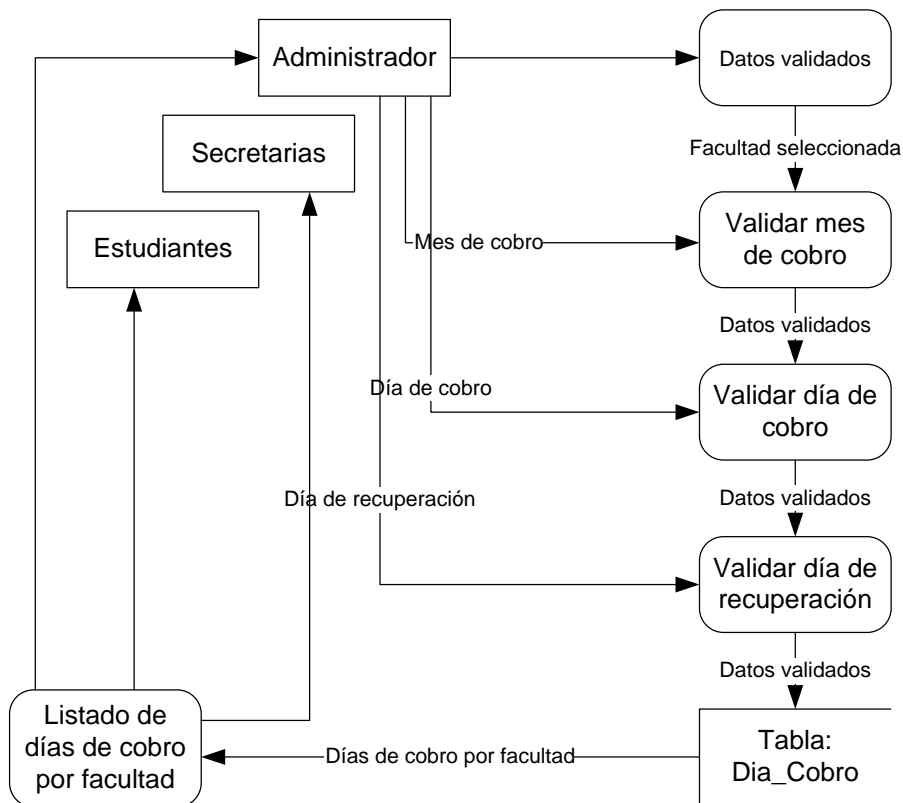 Administrador
Datos validados
Secretarias
Facultad seleccionada
Estudiantes
Validar mes
de cobro
Mes de cobro
Datos validados
Día de cobro
Validar día de
cobro
Día de recuperación
Datos validados
Validar día de
recuperación
Datos validados
Listado de
días de cobro
por facultad
Días de cobro por facultad
Tabla:
Dia_Cobro